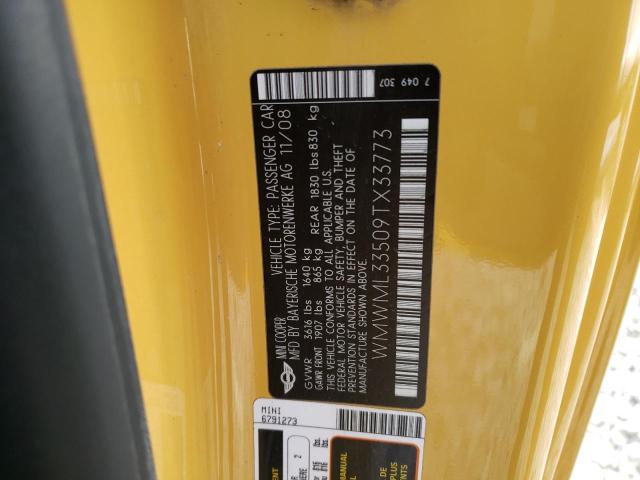 7 049 307
VEHICLE TYPE: PASSENGER CAR
MINI COOPER
MFD BY BAYERISCHE MOTORENWERKE AG 11/08
GVWR 3616 lbs 1640 kg
GAWR FRONT 1907 lbs 865 kg REAR 1830 lbs 830 kg
THIS VEHICLE CONFORMS TO ALL APPLICABLE U.S.
FEDERAL MOTOR VEHICLE SAFETY, BUMPER AND THEFT
PREVENTION STANDARDS IN EFFECT ON THE DATE OF
MANUFACTURE SHOWN ABOVE.
WMWML33509TX33773
MINI
6791273
2
MANUAL
PLUS